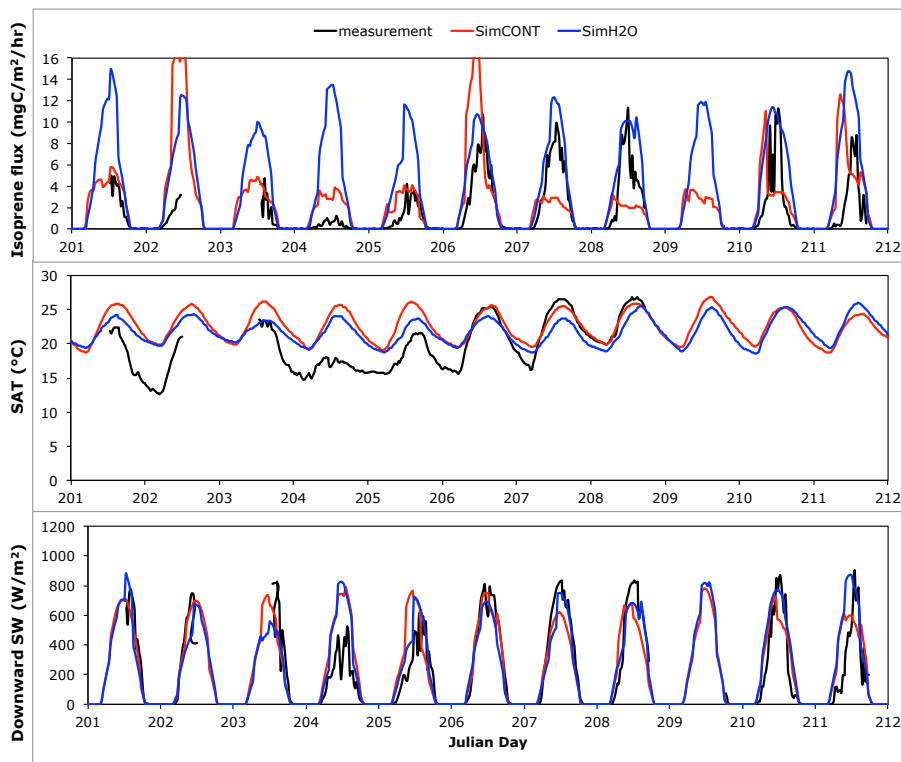 measurement SimCONT SimH2O
Isoprene flux (mgC/m²/hr)
16
14
12
10
8
6
4
2
0
201 202 203 204 205 206 207 208 209 210 211 212
SAT (°C)
30
25
20
15
10
5
0
201 202 203 204 205 206 207 208 209 210 211 212
Downward SW (W/m²)
1200
1000
800
600
400
200
0
201 202 203 204 205 206 207 208 209 210 211 212
Julian Day